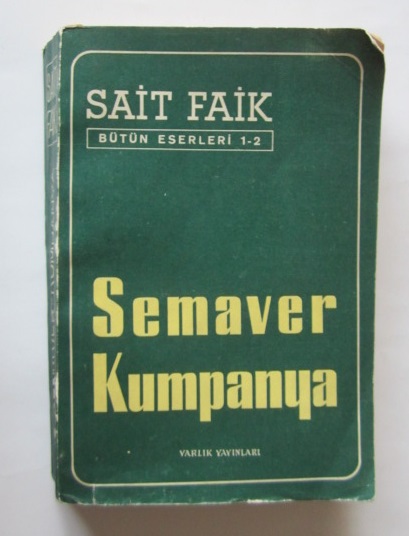 SAİT FAİK
BÜTÜN ESERLERİ 1-2
Semaver
Kumpanya
VARLIK YAYINLARI